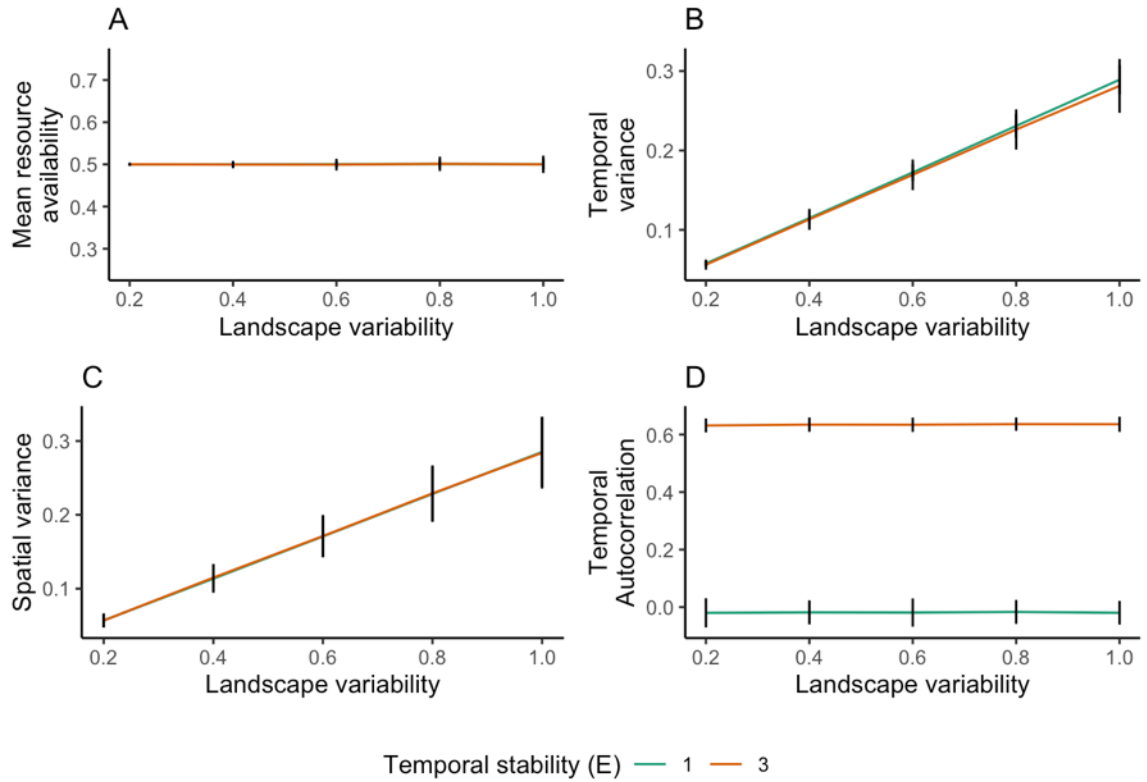 A
Mean resource
availability
0.7
0.6
0.5
0.4
0.3
0.2 0.4 0.6 0.8 1.0
Landscape variability
B
Temporal
variance
0.3
0.2
0.1
0.2 0.4 0.6 0.8 1.0
Landscape variability
C
Spatial variance
0.3
0.2
0.1
0.2 0.4 0.6 0.8 1.0
Landscape variability
D
Temporal
Autocorrelation
0.6
0.4
0.2
0.0
0.2 0.4 0.6 0.8 1.0
Landscape variability
Temporal stability (E) 1 3